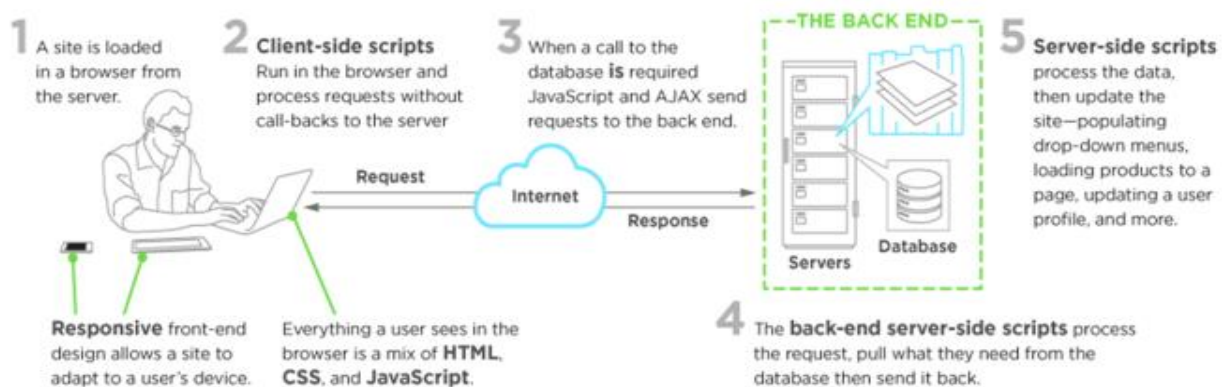 1 A site is loaded
in a browser from
the server.
2 Client-side scripts
Run in the browser and
process requests without
call-backs to the server
3 When a call to the
database is required
JavaScript and AJAX send
requests to the back end.
THE BACK END
5 Server-side scripts
process the data,
then update the
site—populating
drop-down menus,
loading products to a
page, updating a user
profile, and more.
Request
Internet
Response
Servers
Database
Responsive front-end
design allows a site to
adapt to a user's device.
Everything a user sees in the
browser is a mix of HTML,
CSS, and JavaScript.
4 The back-end server-side scripts process
the request, pull what they need from the
database then send it back.